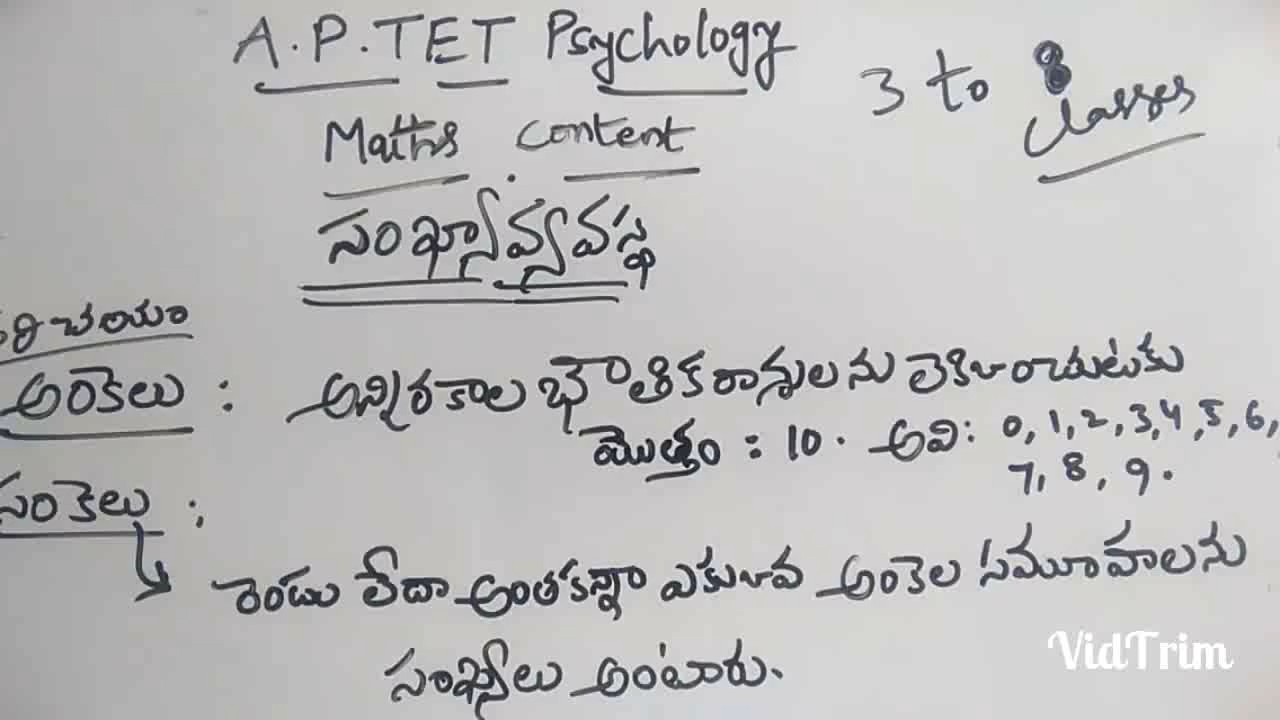 A.P.TET Psychology
3 to 8 classes
Maths content
సంఖ్యావ్యవస్థ
పరిచయం
అంకెలు : అన్నిరకాల భౌతికరాశులను లెక్కించుటకు
మొత్తం : 10. అవి: 0, 1, 2, 3, 4, 5, 6,
7, 8, 9.
:
రెండు లేదా అంతకన్నా ఎక్కువ అంకెల సమూహాలను
సంఖ్యలు అంటారు.
VidTrim